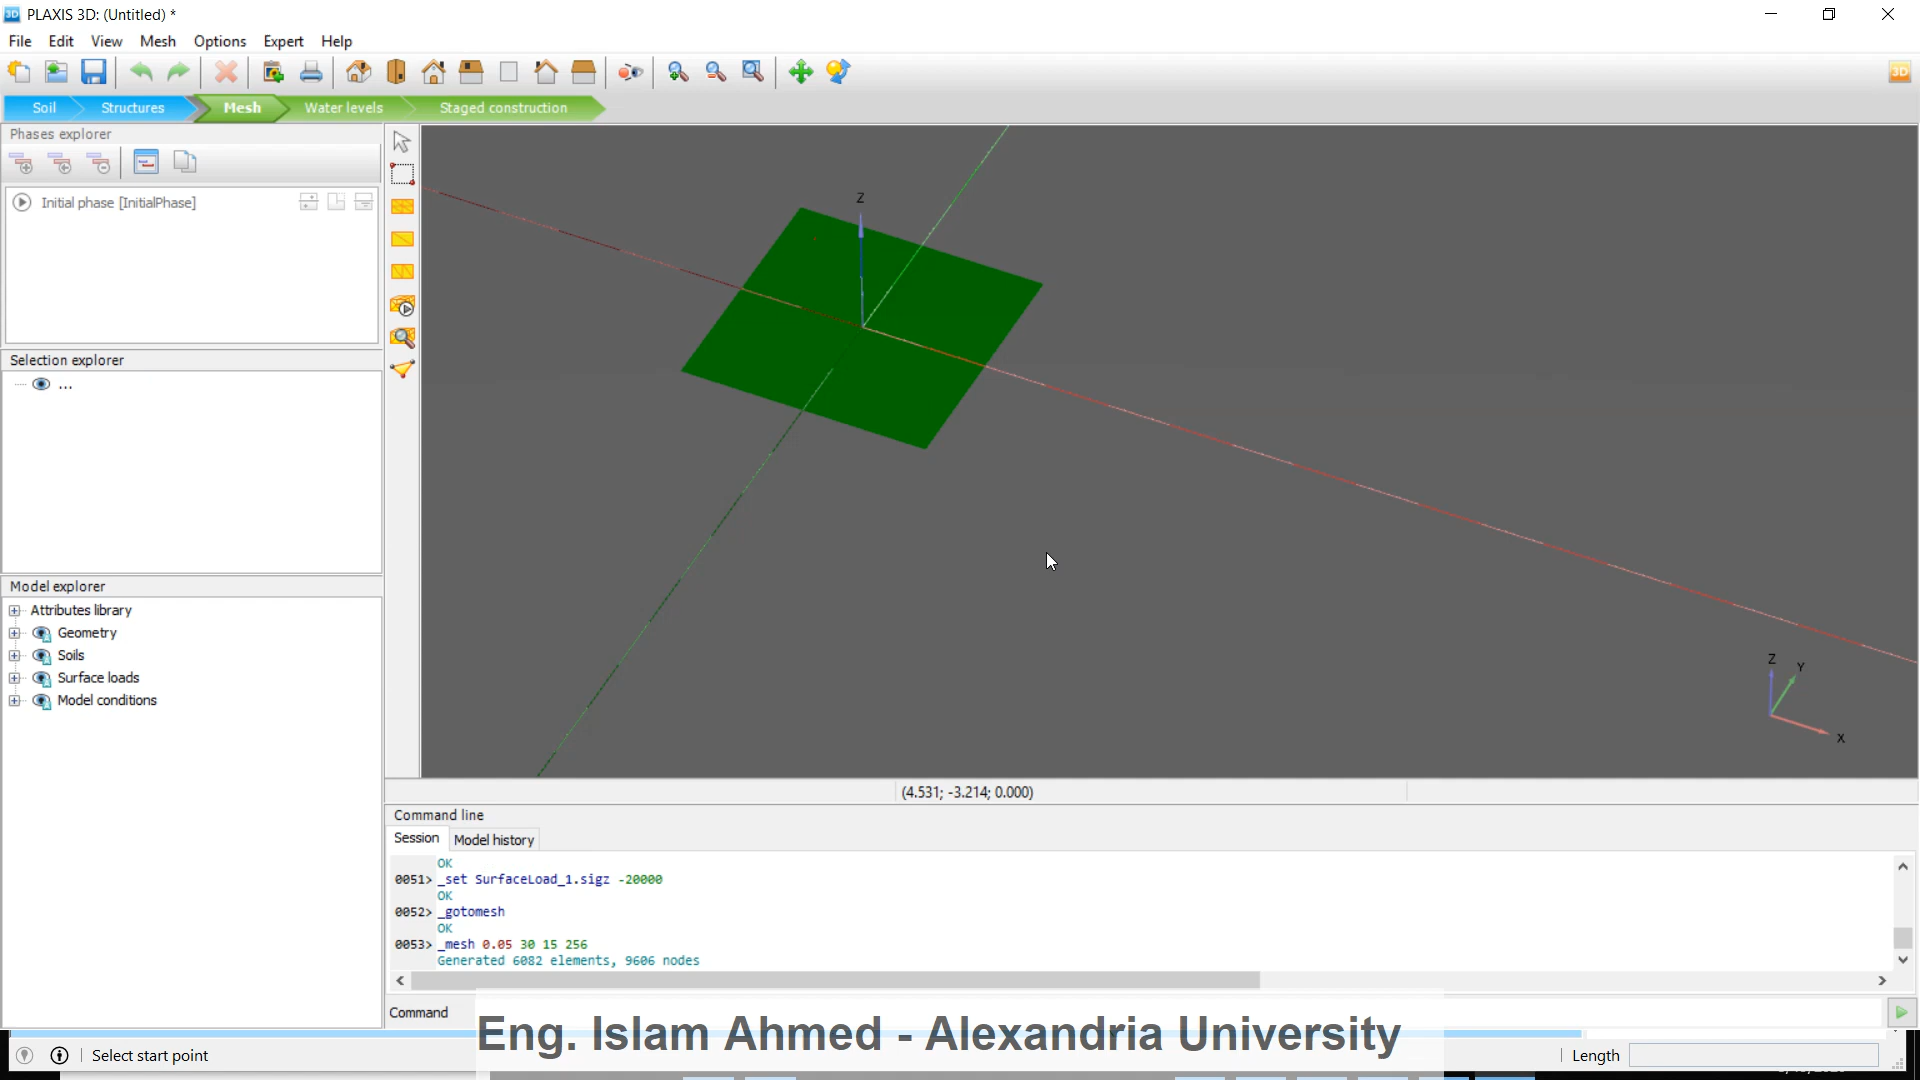 PLAXIS 3D: (Untitled) *
File Edit View Mesh Options Expert Help
3D
Soil Structures Mesh Water levels Staged construction
Phases explorer
Initial phase [InitialPhase]
Selection explorer
...
Model explorer
Attributes library
Geometry
Soils
Surface loads
Model conditions
Z
Z
Y
X
(4.531; -3.214; 0.000)
Command line
Session Model history
OK
0051> _set SurfaceLoad_1.sigz -20000
OK
0052> _gotomesh
OK
0053> _mesh 0.05 30 15 256
Generated 6082 elements, 9606 nodes
Command
Eng. Islam Ahmed - Alexandria University
Select start point
Length